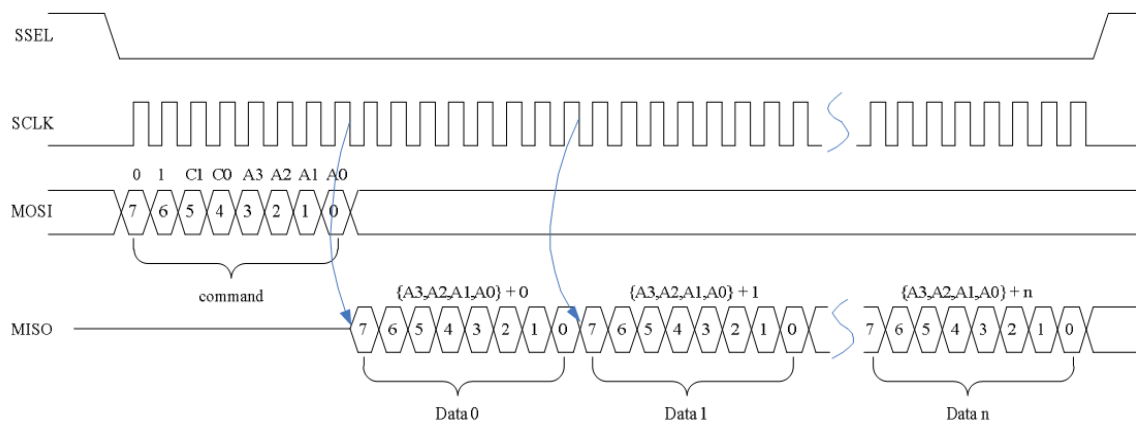 SSEL
SCLK
0 1 C1 C0 A3 A2 A1 A0
MOSI
7 6 5 4 3 2 1 0
command
{A3,A2,A1,A0} + 0
{A3,A2,A1,A0} + 1
{A3,A2,A1,A0} + n
MISO
7 6 5 4 3 2 1 0
7 6 5 4 3 2 1 0
7 6 5 4 3 2 1 0
Data 0
Data 1
Data n